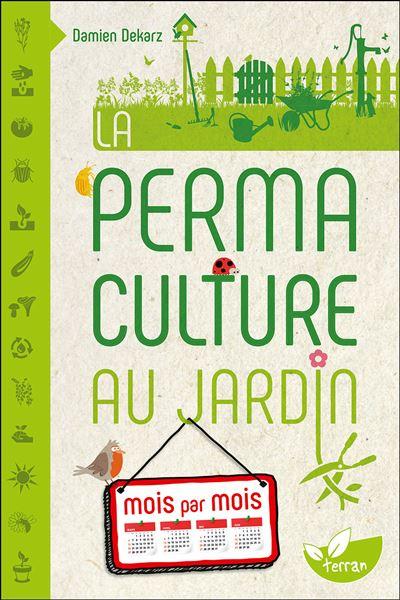 Damien Dekarz
LA
PERMA
CULTURE
AU JARDIN
mois par mois
terran